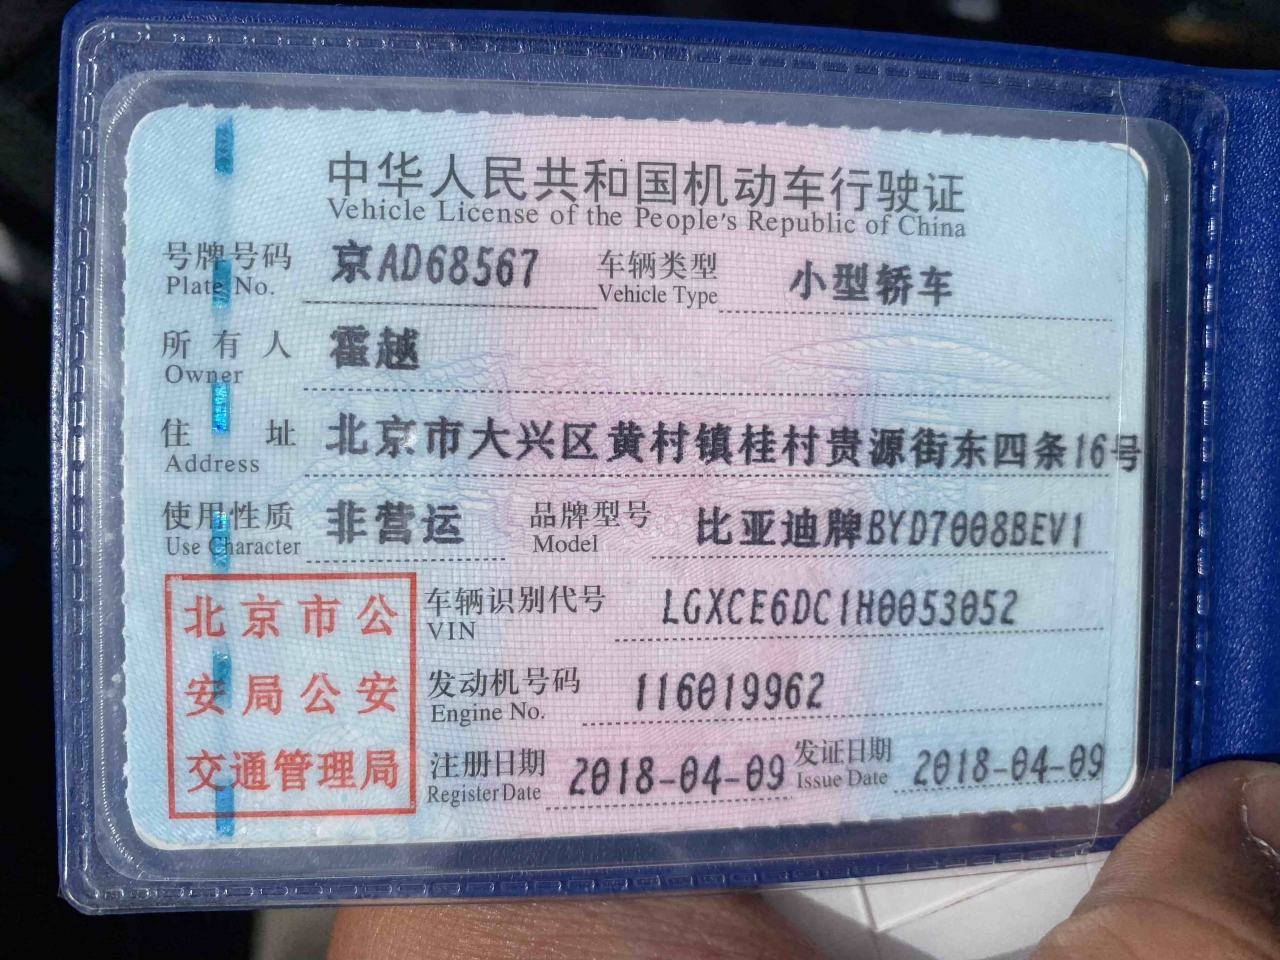 中华人民共和国机动车行驶证
Vehicle License of the People's Republic of China
号牌号码 京AD68567 车辆类型 小型轿车
Plate No. Vehicle Type
所有人 霍越
Owner
住址 北京市大兴区黄村镇桂村贵源街东四条16号
Address
使用性质 非营运 品牌型号 比亚迪牌BYD7008BEV1
Use Character Model
北京市公
安局公安
交通管理局
车辆识别代号 LGXCE6DC1H0053052
VIN
发动机号码 116019962
Engine No.
注册日期 2018-04-09 发证日期 2018-04-09
Register Date Issue Date